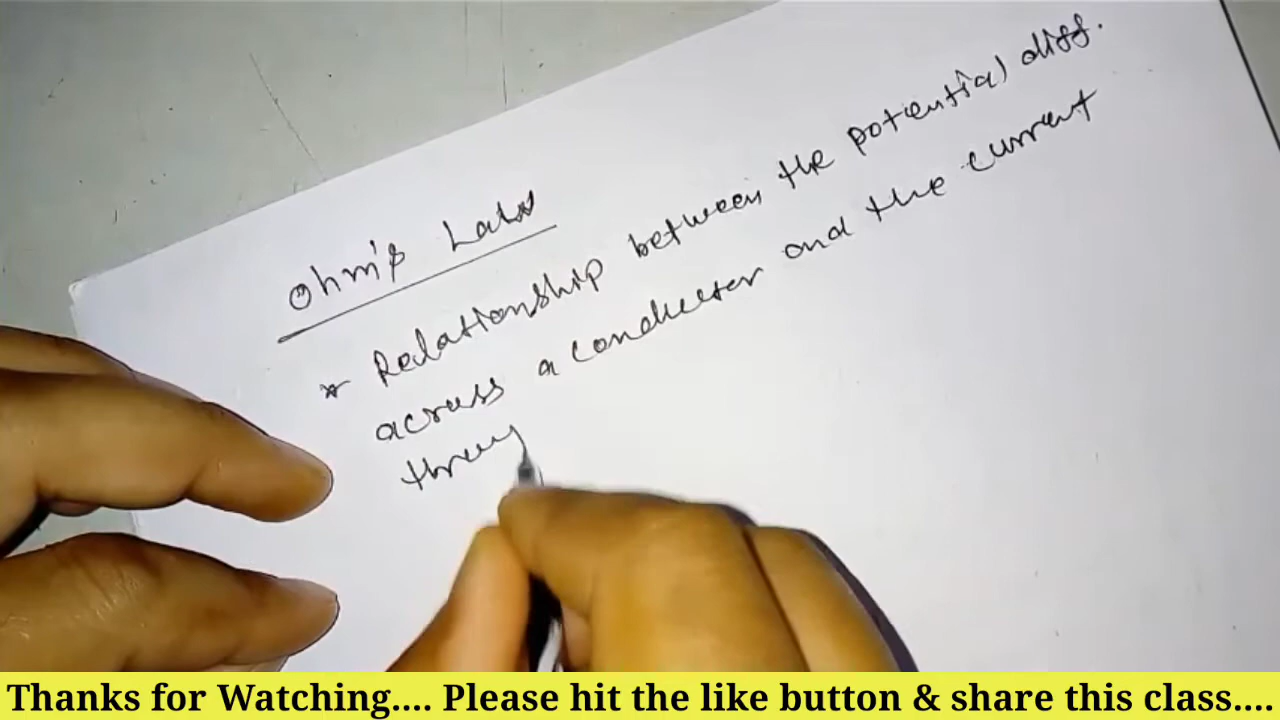 Ohm's Law
* Relationship between the potential diff.
across a conductor and the current
throug
Thanks for Watching.... Please hit the like button & share this class....